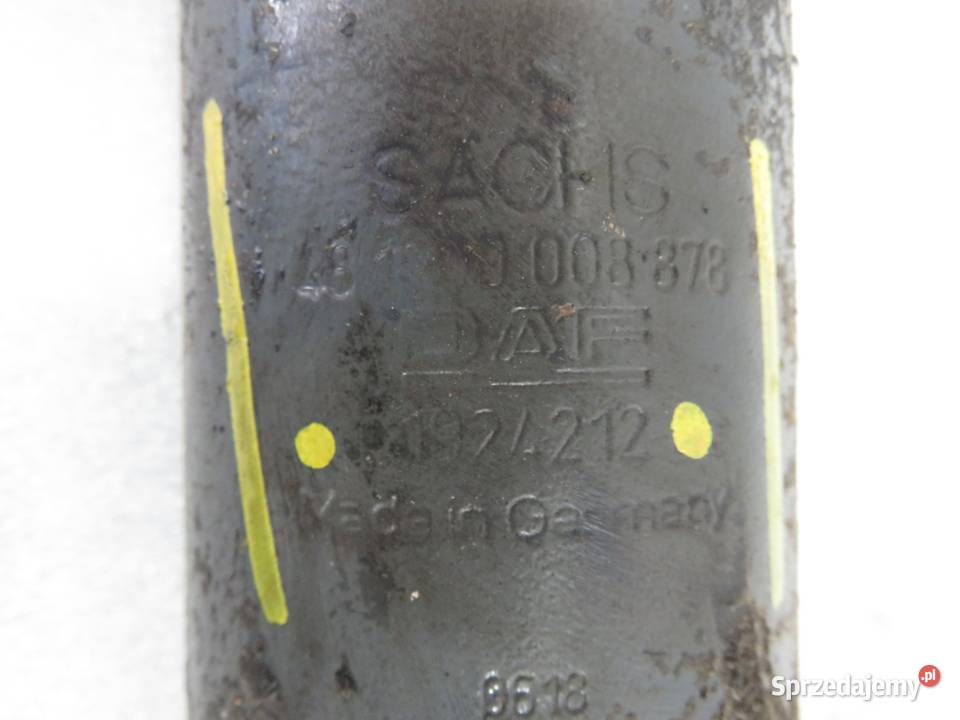 SACHS
008 878
DAF
1924212
Made in Germany
0618
Sprzedajemy.pl